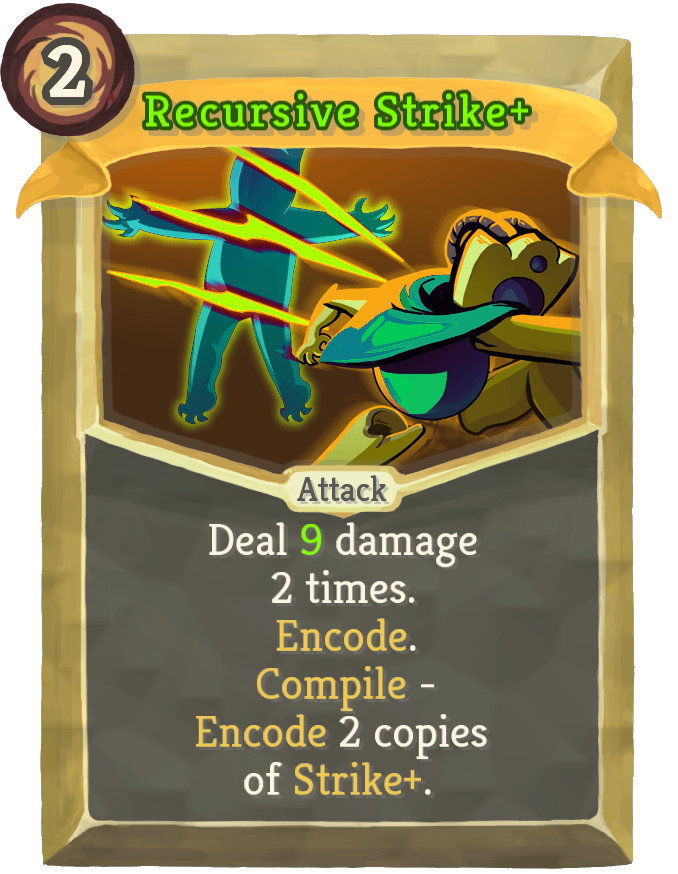 2
Recursive Strike+
Attack
Deal 9 damage
2 times.
Encode.
Compile -
Encode 2 copies
of Strike+.